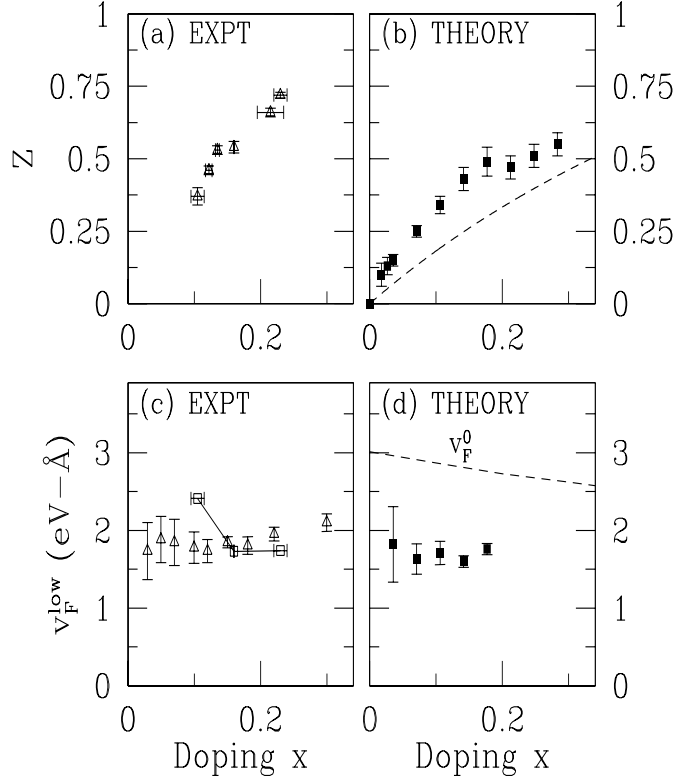 1 (a) EXPT (b) THEORY 1
0.75 0.75
Z 0.5 0.5
0.25 0.25
0 0
0 0.2 0 0.2
(c) EXPT (d) THEORY
v_F^0
3 3
v_F^low (eV−Å) 2 2
1 1
0 0
0 0.2 0 0.2
Doping x Doping x